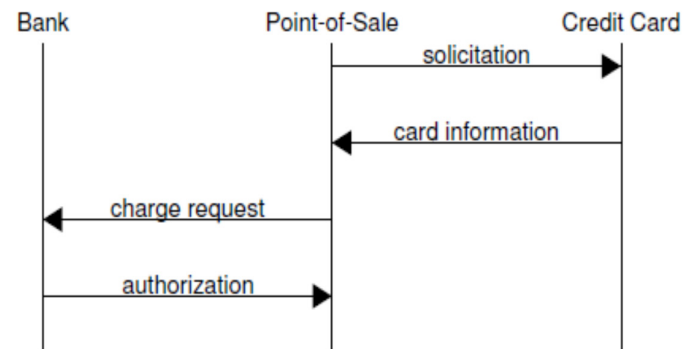 Bank Point-of-Sale Credit Card
solicitation
card information
charge request
authorization